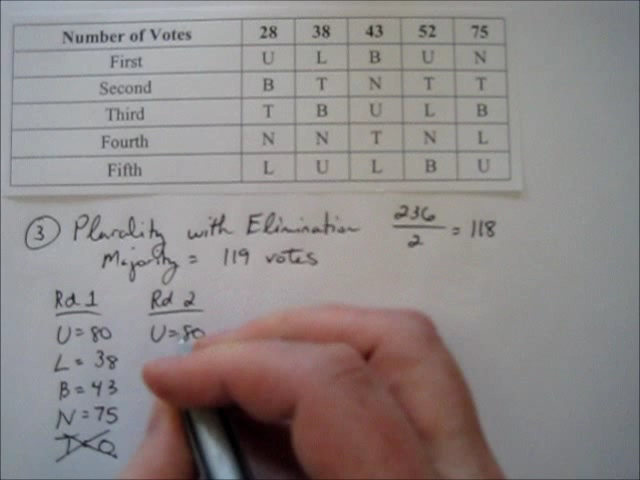 Number of Votes 28 38 43 52 75
First U L B U N
Second B T N T T
Third T B U L B
Fourth N N T N L
Fifth L U L B U
③ Plurality with Elimination 236/2 = 118
Majority = 119 votes
Rd 1 Rd 2
U = 80 U = 80
L = 38
B = 43
N = 75
T = 0